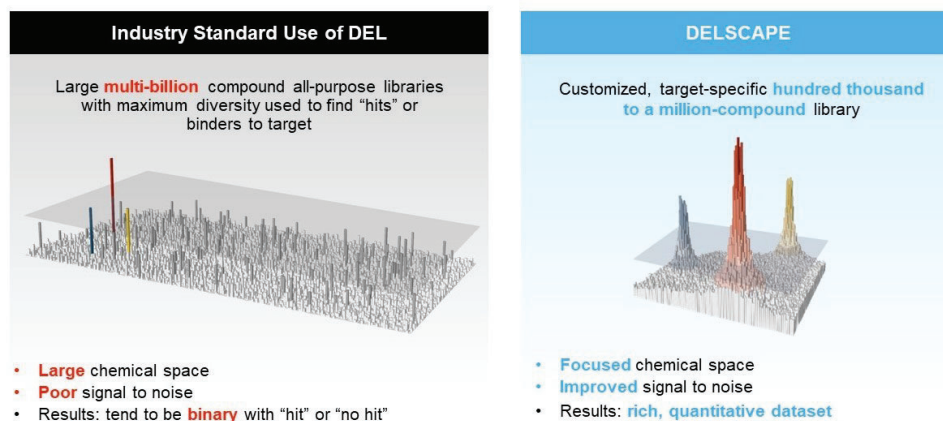 Industry Standard Use of DEL
Large multi-billion compound all-purpose libraries
with maximum diversity used to find “hits” or
binders to target
• Large chemical space
• Poor signal to noise
• Results: tend to be binary with “hit” or “no hit”
DELSCAPE
Customized, target-specific hundred thousand
to a million-compound library
• Focused chemical space
• Improved signal to noise
• Results: rich, quantitative dataset